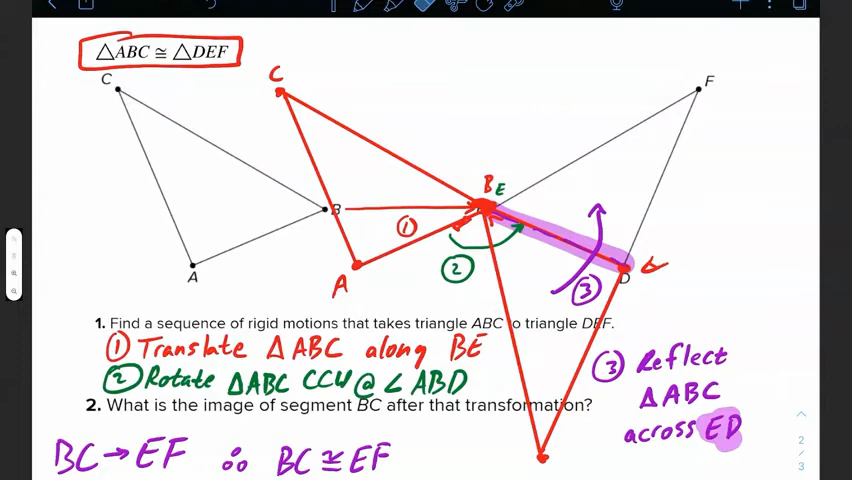 △ABC ≅ △DEF
C
C
F
B
E
B
①
②
③
A
A
D
1. Find a sequence of rigid motions that takes triangle ABC to triangle DEF.
① Translate △ABC along BE
② Rotate △ABC CCW @ ∠ABD
③ Reflect
△ABC
across ED
2. What is the image of segment BC after that transformation?
BC → EF ∴ BC ≅ EF
2
/
3